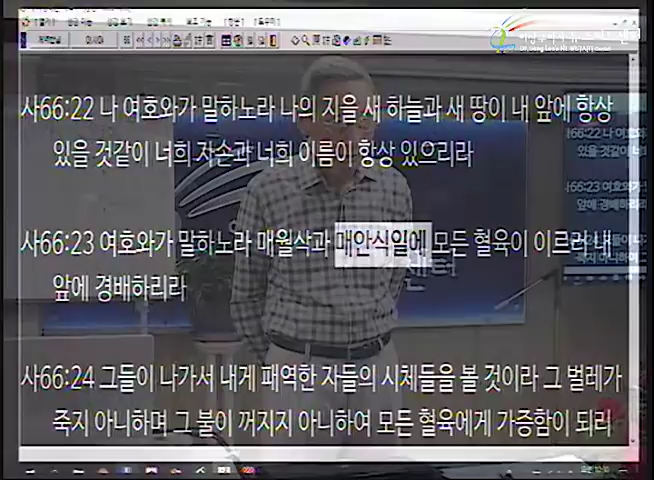 사66:22 나 여호와가 말하노라 나의 지을 새 하늘과 새 땅이 내 앞에 항상
있을 것같이 너희 자손과 너희 이름이 항상 있으리라
사66:23 여호와가 말하노라 매월삭과 매안식일에 모든 혈육이 이르러 내
앞에 경배하리라
사66:24 그들이 나가서 내게 패역한 자들의 시체들을 볼 것이라 그 벌레가
죽지 아니하며 그 불이 꺼지지 아니하여 모든 혈육에게 가증함이 되리